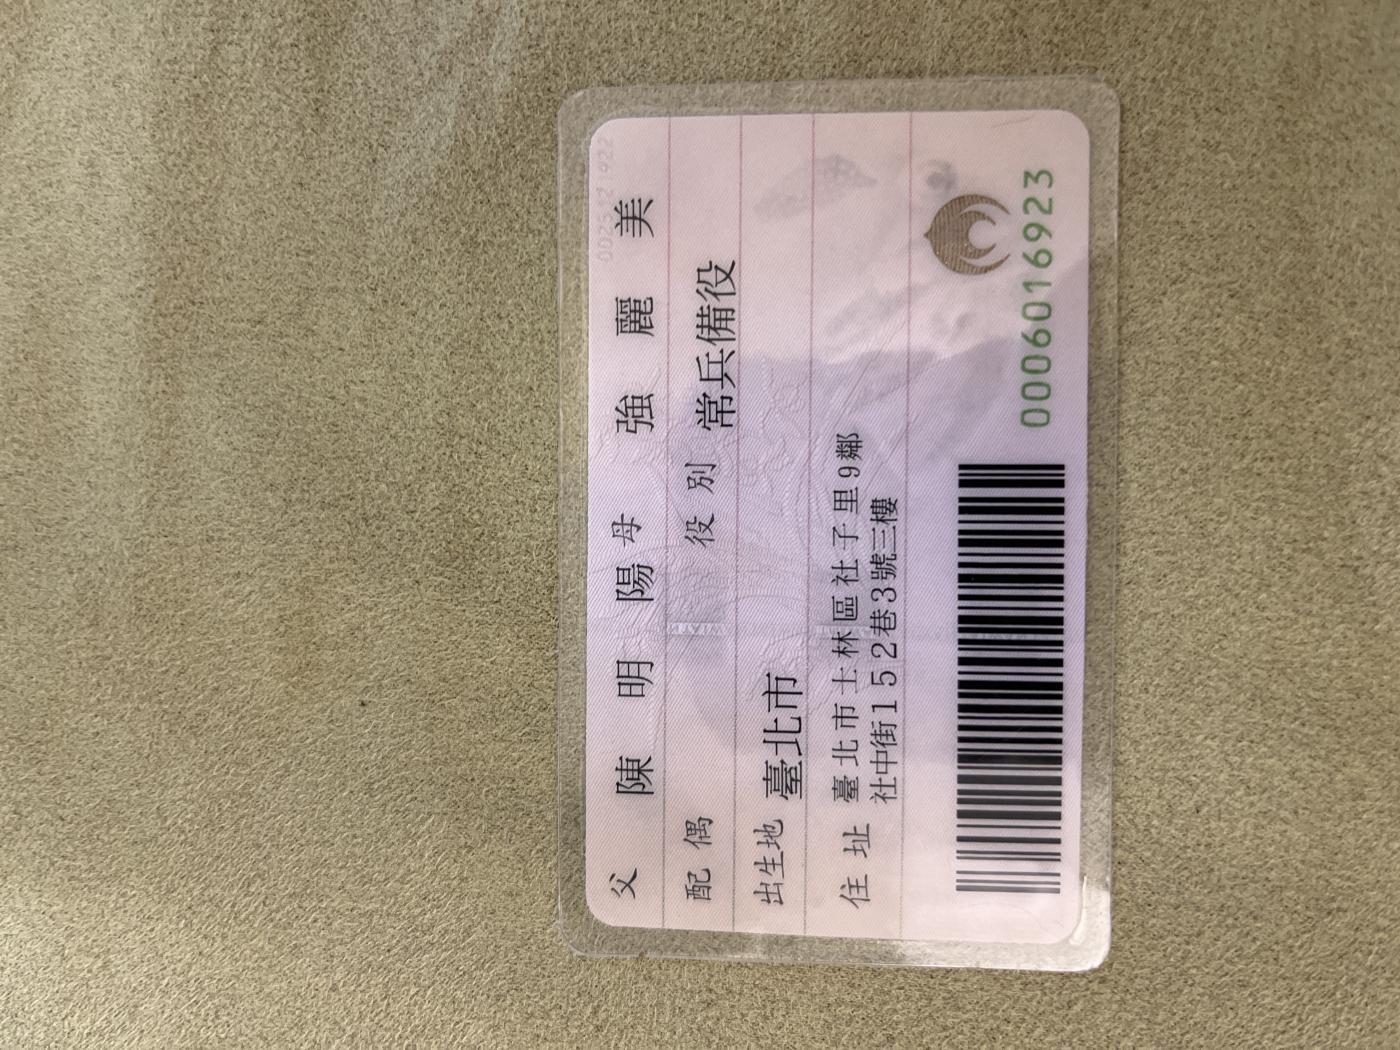 父 陳明陽 母 強麗美
配偶 役別 常兵備役
出生地 臺北市
住址 臺北市士林區社子里9鄰
社中街152巷3號三樓
0006016923